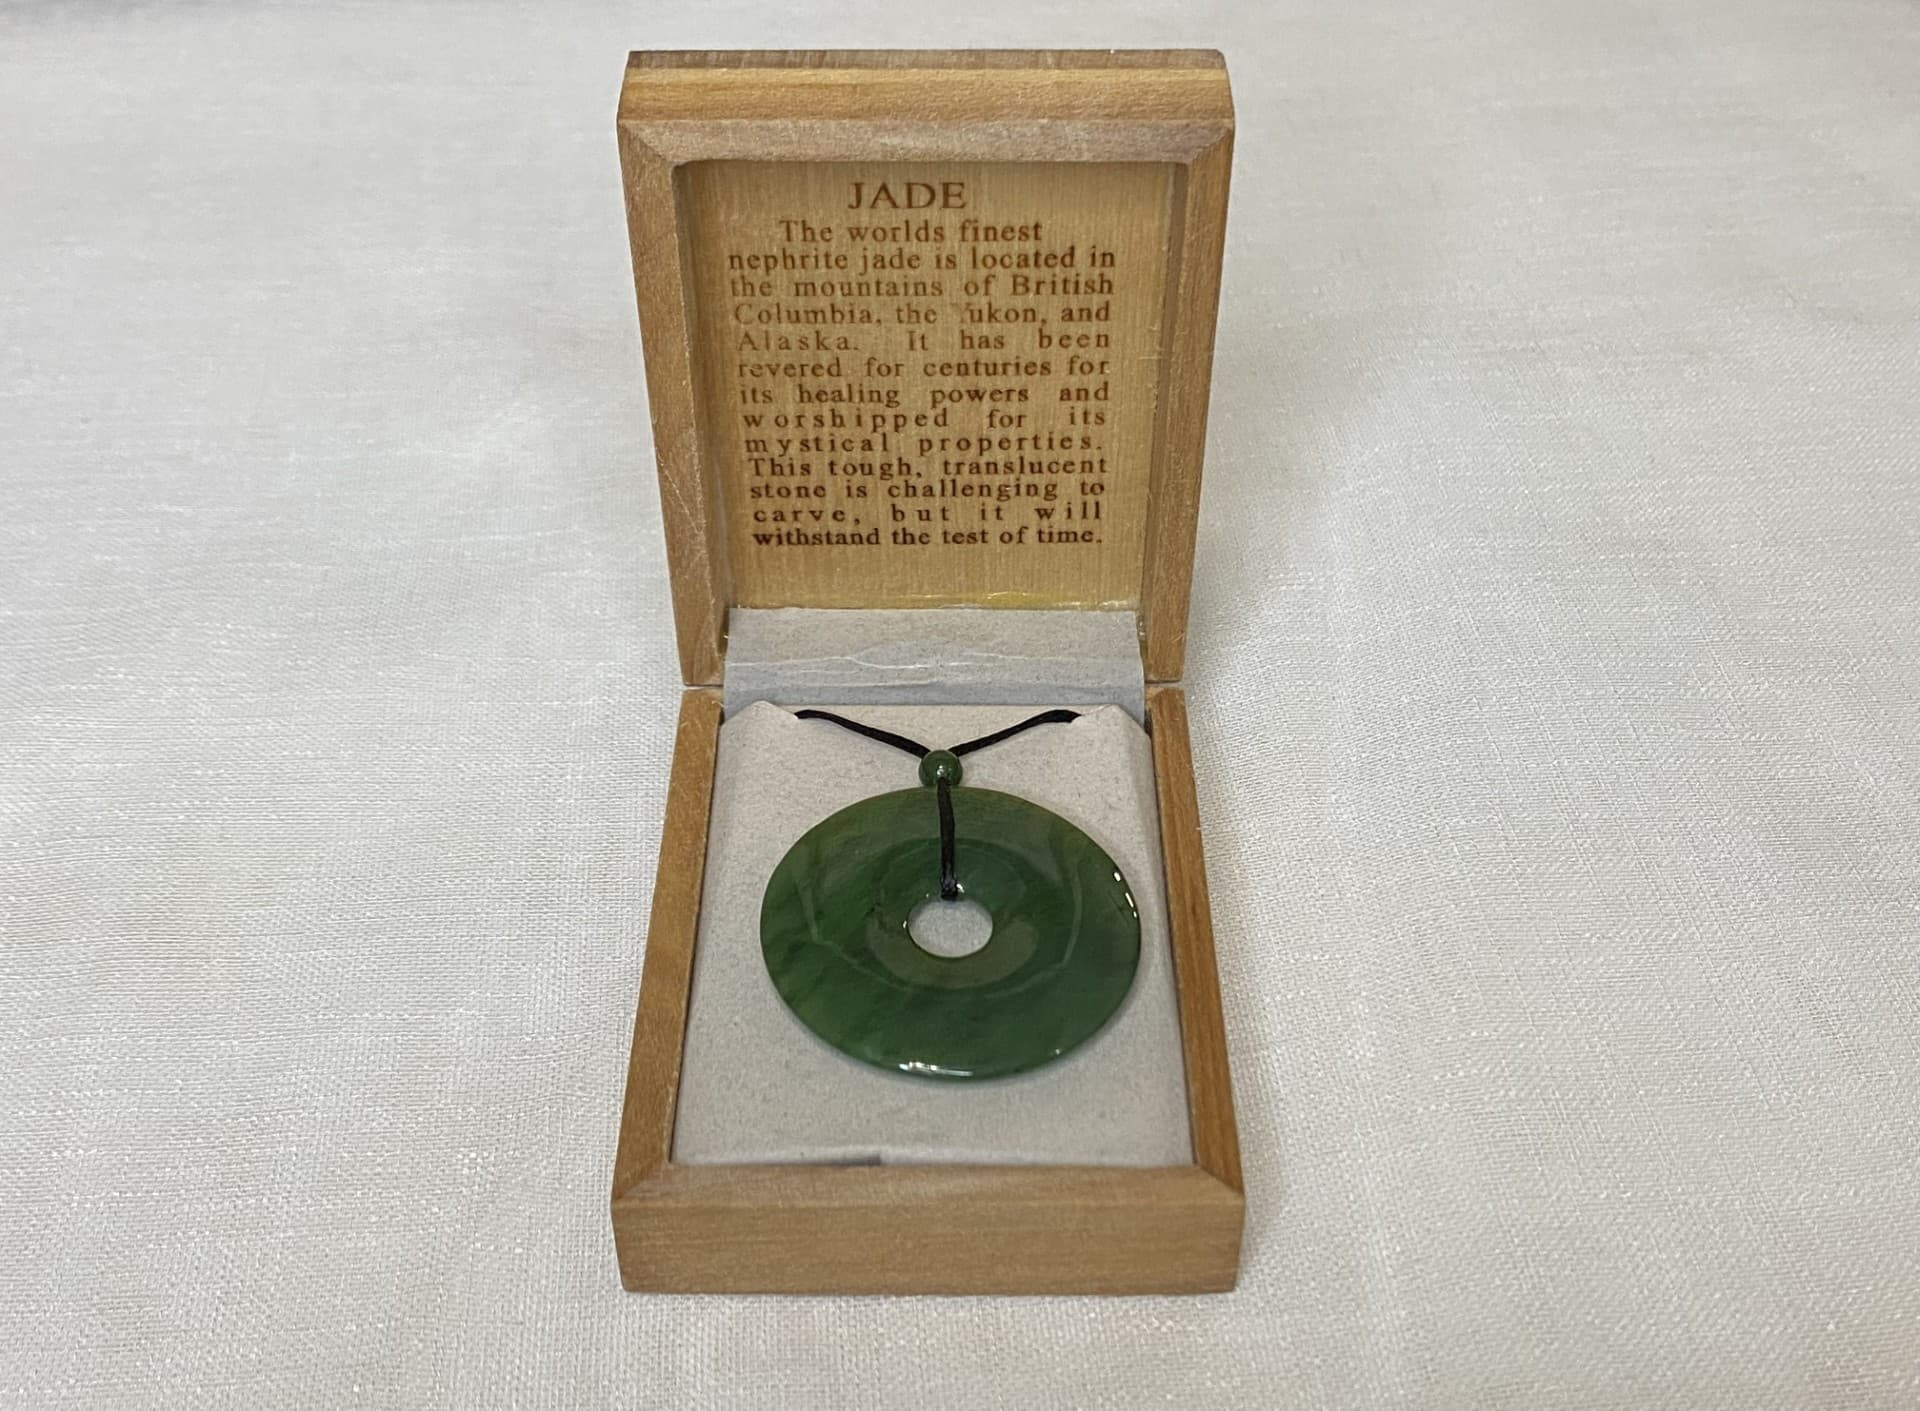 JADE
The worlds finest
nephrite jade is located in
the mountains of British
Columbia, the Yukon, and
Alaska. It has been
revered for centuries for
its healing powers and
worshipped for its
mystical properties.
This tough, translucent
stone is challenging to
carve, but it will
withstand the test of time.